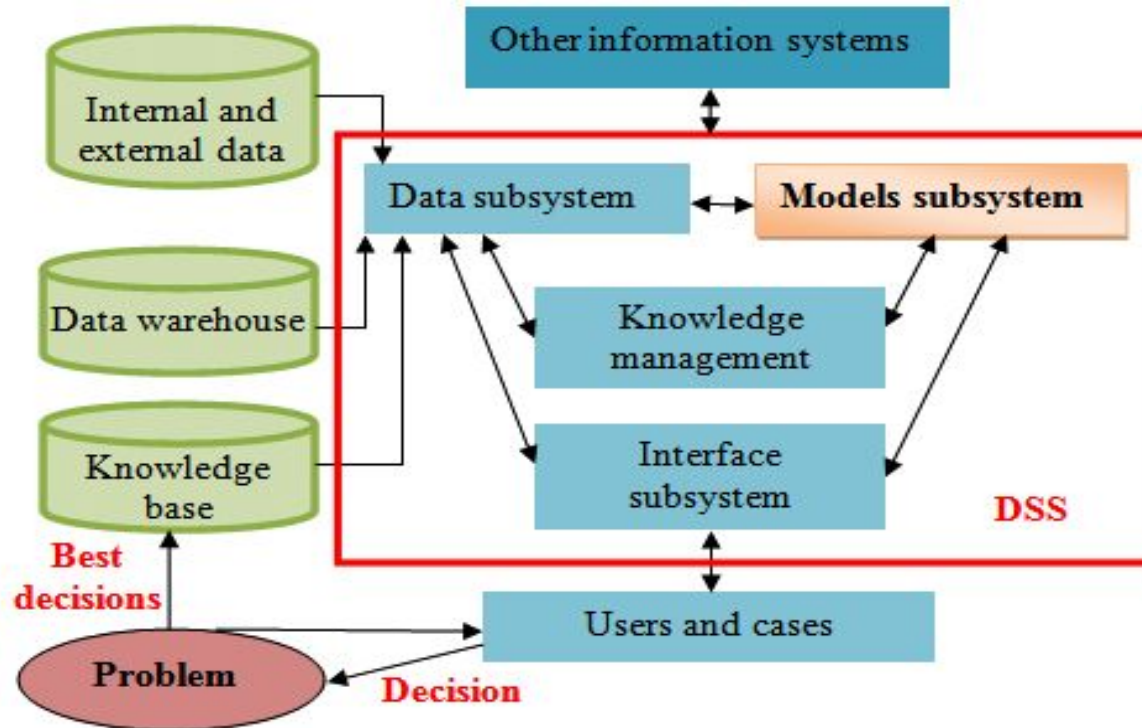 Other information systems
Internal and
external data
Data subsystem
Models subsystem
Data warehouse
Knowledge
management
Knowledge
base
Interface
subsystem
DSS
Best
decisions
Users and cases
Problem
Decision